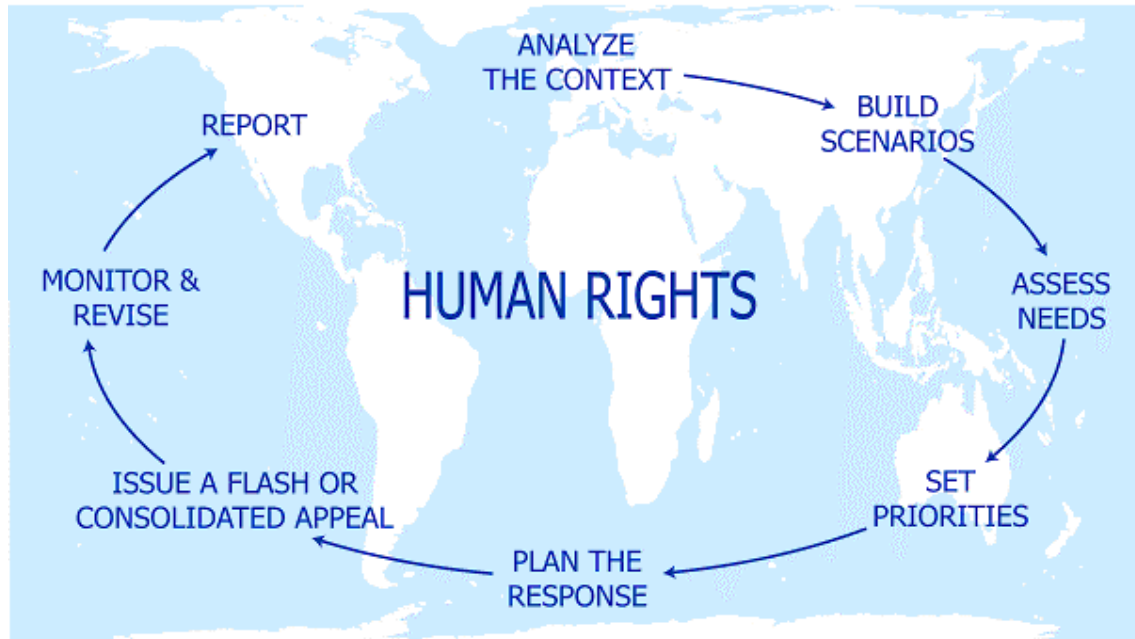 ANALYZE
THE CONTEXT
BUILD
SCENARIOS
ASSESS
NEEDS
SET
PRIORITIES
PLAN THE
RESPONSE
ISSUE A FLASH OR
CONSOLIDATED APPEAL
MONITOR &
REVISE
REPORT
HUMAN RIGHTS